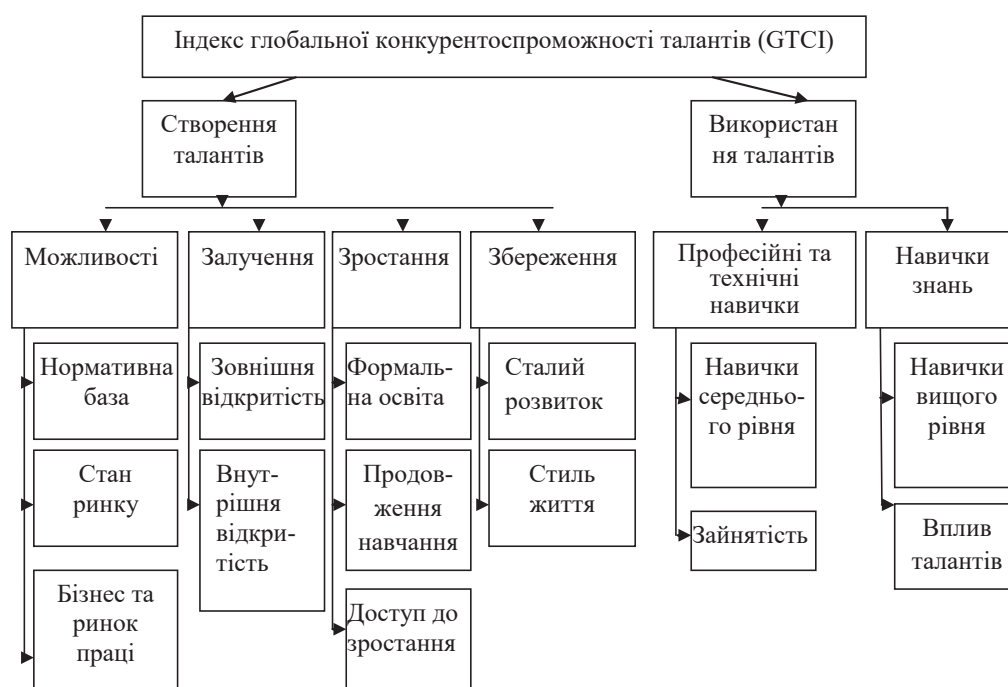 Індекс глобальної конкурентоспроможності талантів (GTCI)
Створення
талантів
Використан
ня талантів
Можливості
Залучення
Зростання
Збереження
Професійні та
технічні
навички
Навички
знань
Нормативна
база
Зовнішня
відкритість
Формаль-
на освіта
Сталий
розвиток
Навички
середньо-
го рівня
Навички
вищого
рівня
Стан
ринку
Внут-
рішня
відкри-
тість
Продов-
ження
навчання
Стиль
життя
Зайнятість
Вплив
талантів
Бізнес та
ринок
праці
Доступ до
зростання